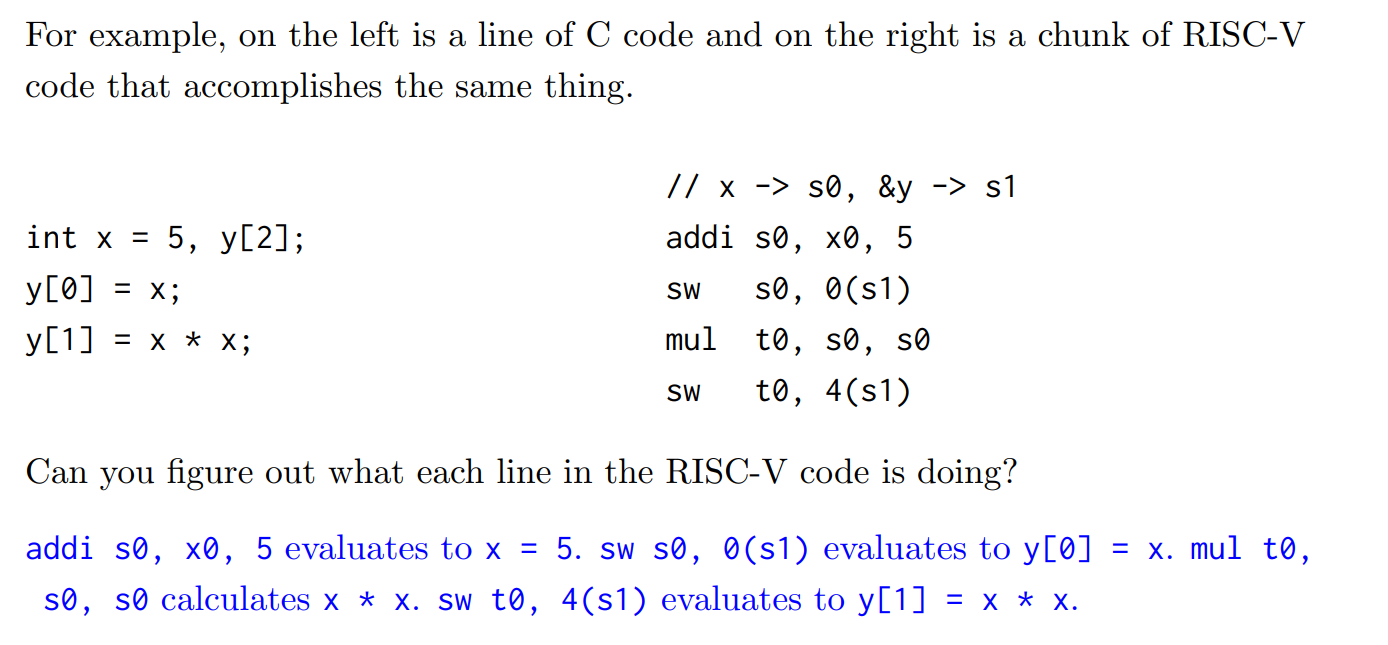 For example, on the left is a line of C code and on the right is a chunk of RISC-V
code that accomplishes the same thing.
int x = 5, y[2];
y[0] = x;
y[1] = x * x;
// x -> s0, &y -> s1
addi s0, x0, 5
sw s0, 0(s1)
mul t0, s0, s0
sw t0, 4(s1)
Can you figure out what each line in the RISC-V code is doing?
addi s0, x0, 5 evaluates to x = 5. sw s0, 0(s1) evaluates to y[0] = x. mul t0,
s0, s0 calculates x * x. sw t0, 4(s1) evaluates to y[1] = x * x.